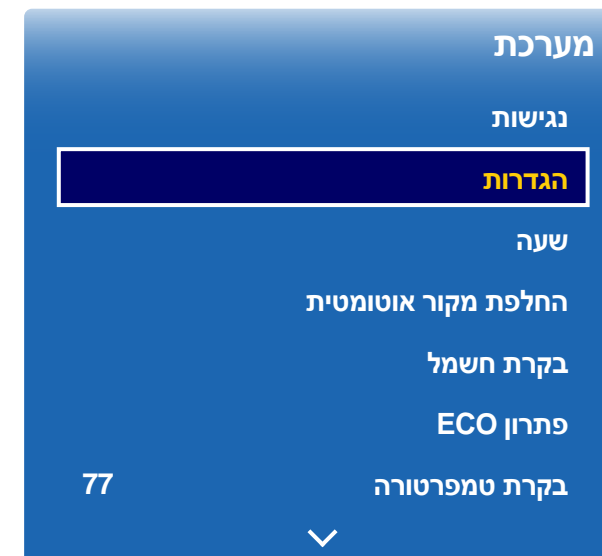 מערכת
נגישות
הגדרות
שעה
החלפת מקור אוטומטית
בקרת חשמל
פתרון ECO
בקרת טמפרטורה 77